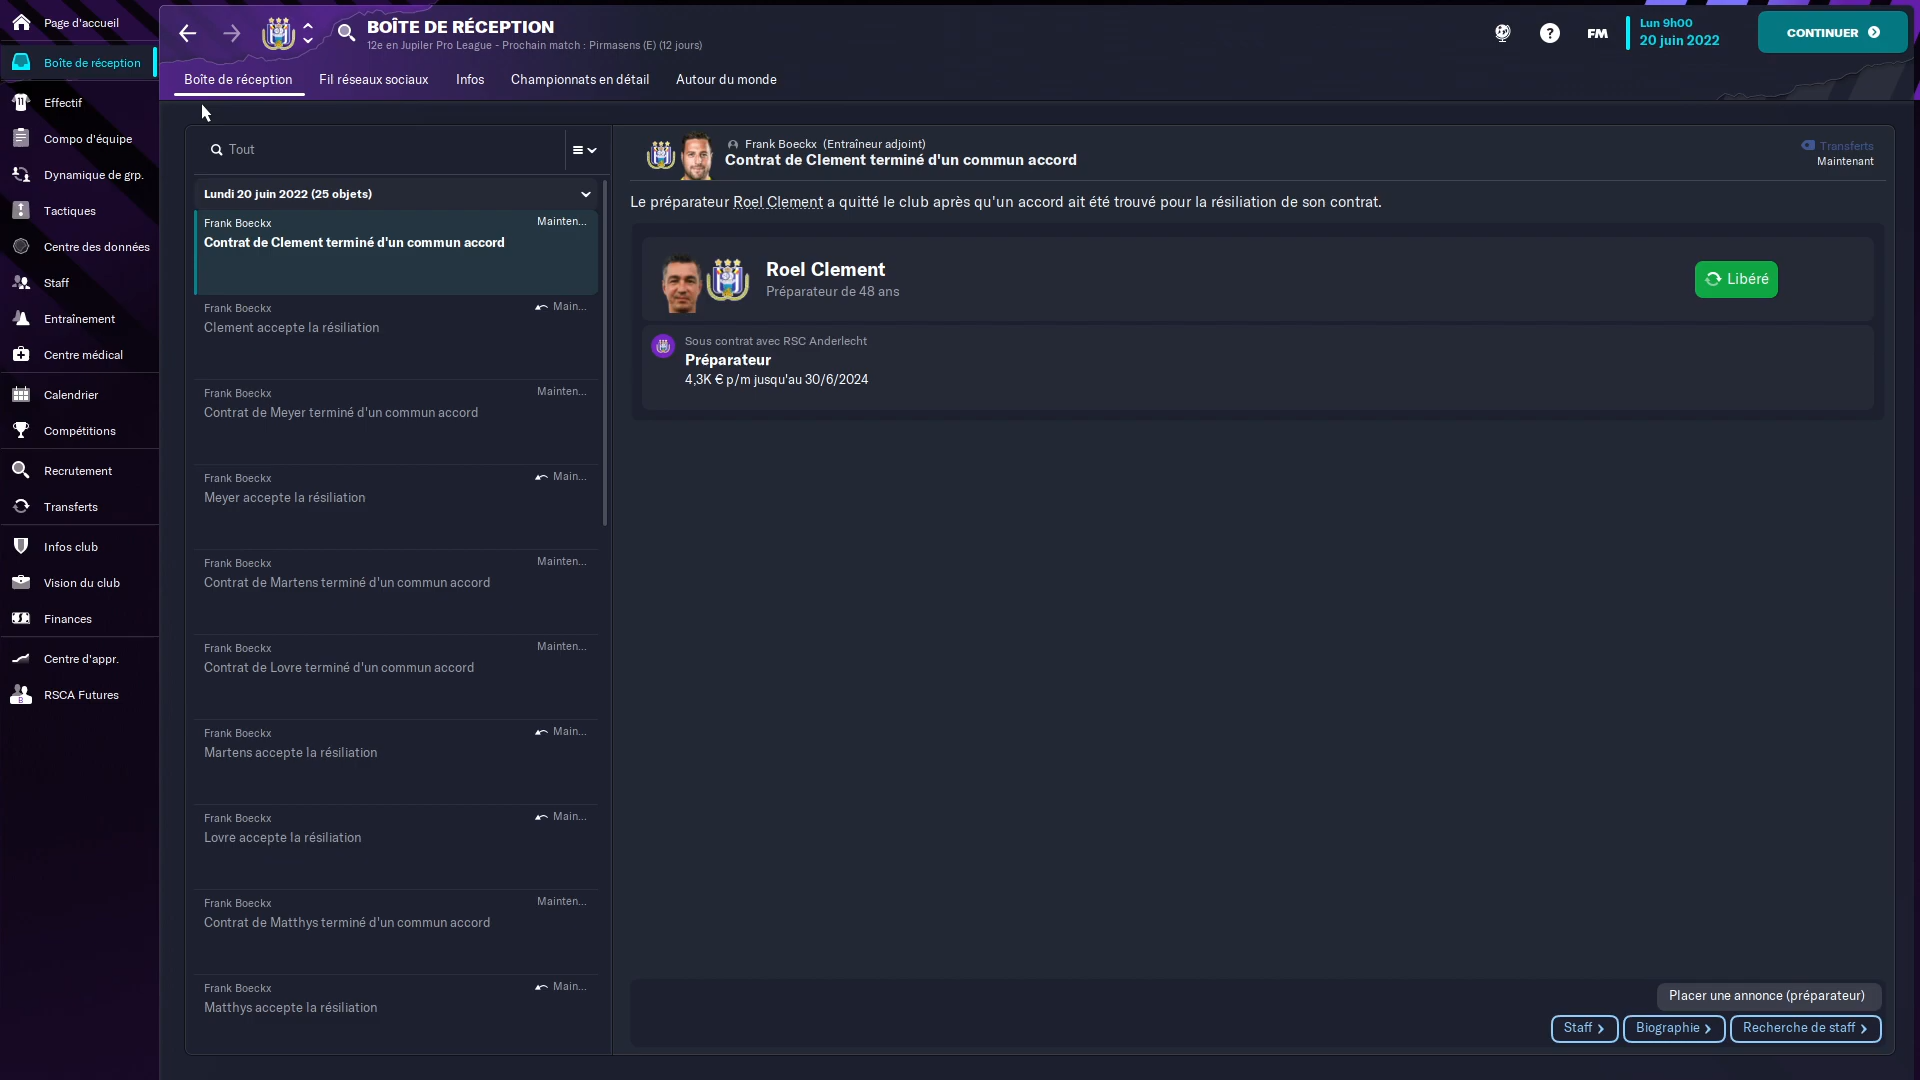 Page d'accueil
Boîte de réception
Effectif
Compo d'équipe
Dynamique de grp.
Tactiques
Centre des données
Staff
Entraînement
Centre médical
Calendrier
Compétitions
Recrutement
Transferts
Infos club
Vision du club
Finances
Centre d'appr.
RSCA Futures
BOÎTE DE RÉCEPTION
12e en Jupiler Pro League - Prochain match : Pirmasens (E) (12 jours)
FM
Lun 9h00
20 juin 2022
CONTINUER
Boîte de réception
Fil réseaux sociaux
Infos
Championnats en détail
Autour du monde
Tout
Lundi 20 juin 2022 (25 objets)
Frank Boeckx
Mainten...
Contrat de Clement terminé d'un commun accord
Frank Boeckx
Main...
Clement accepte la résiliation
Frank Boeckx
Mainten...
Contrat de Meyer terminé d'un commun accord
Frank Boeckx
Main...
Meyer accepte la résiliation
Frank Boeckx
Mainten...
Contrat de Martens terminé d'un commun accord
Frank Boeckx
Mainten...
Contrat de Lovre terminé d'un commun accord
Frank Boeckx
Main...
Martens accepte la résiliation
Frank Boeckx
Main...
Lovre accepte la résiliation
Frank Boeckx
Mainten...
Contrat de Matthys terminé d'un commun accord
Frank Boeckx
Main...
Matthys accepte la résiliation
Frank Boeckx (Entraîneur adjoint)
Contrat de Clement terminé d'un commun accord
Transferts
Maintenant
Le préparateur Roel Clement a quitté le club après qu'un accord ait été trouvé pour la résiliation de son contrat.
Roel Clement
Préparateur de 48 ans
Libéré
Sous contrat avec RSC Anderlecht
Préparateur
4,3K € p/m jusqu'au 30/6/2024
Placer une annonce (préparateur)
Staff
Biographie
Recherche de staff